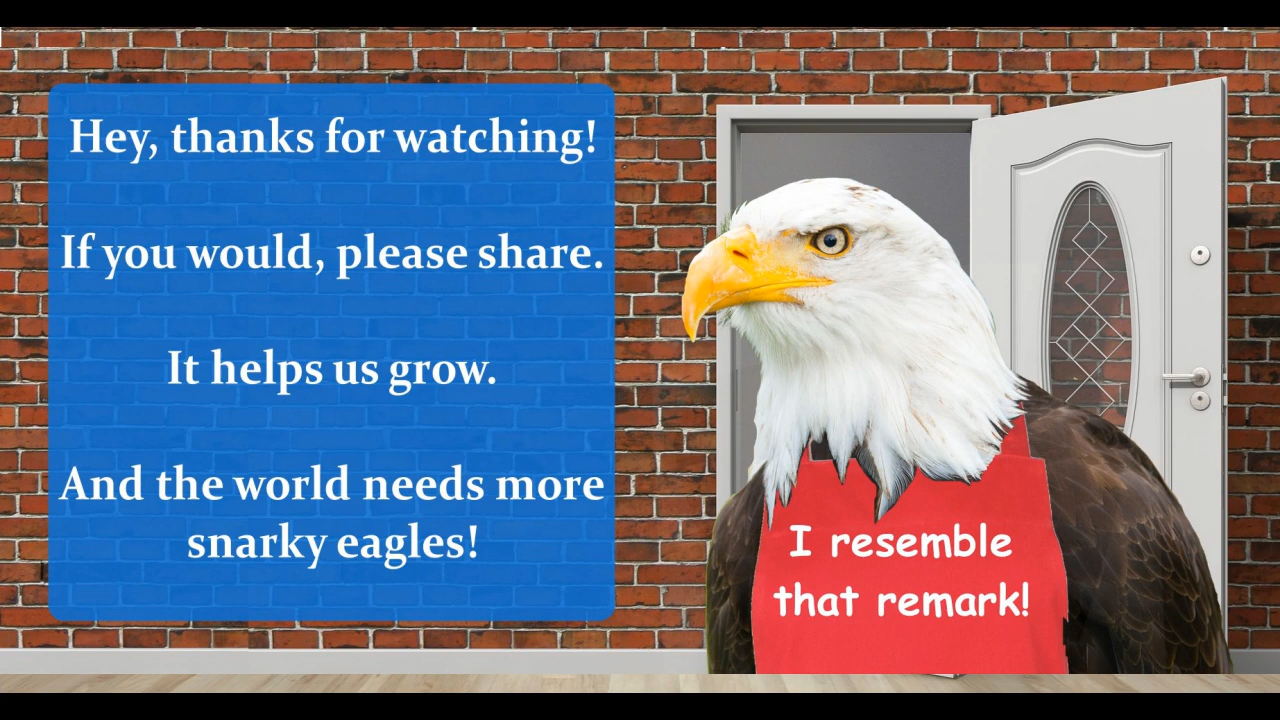 Hey, thanks for watching!
If you would, please share.
It helps us grow.
And the world needs more
snarky eagles!
I resemble
that remark!